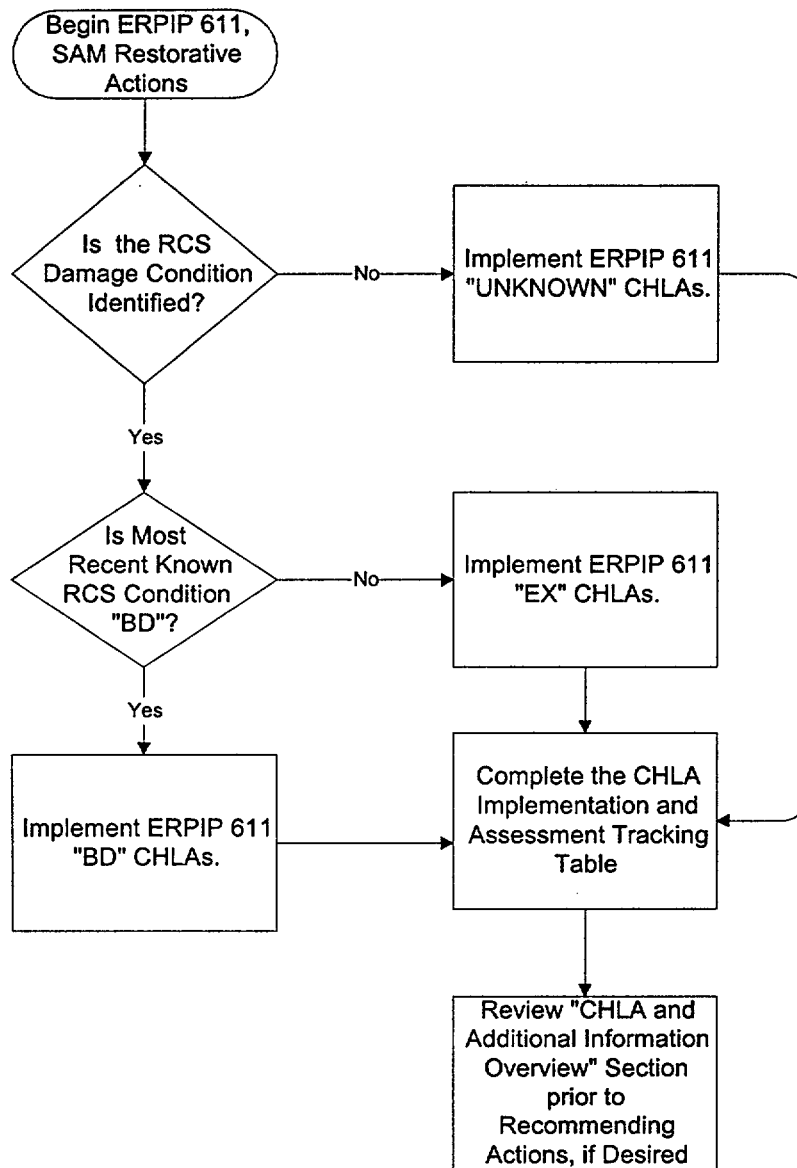 Begin ERPIP 611,
SAM Restorative
Actions
Is the RCS
Damage Condition
Identified?
No
Implement ERPIP 611
"UNKNOWN" CHLAs.
Yes
Is Most
Recent Known
RCS Condition
"BD"?
No
Implement ERPIP 611
"EX" CHLAs.
Yes
Implement ERPIP 611
"BD" CHLAs.
Complete the CHLA
Implementation and
Assessment Tracking
Table
Review "CHLA and
Additional Information
Overview" Section
prior to
Recommending
Actions, if Desired